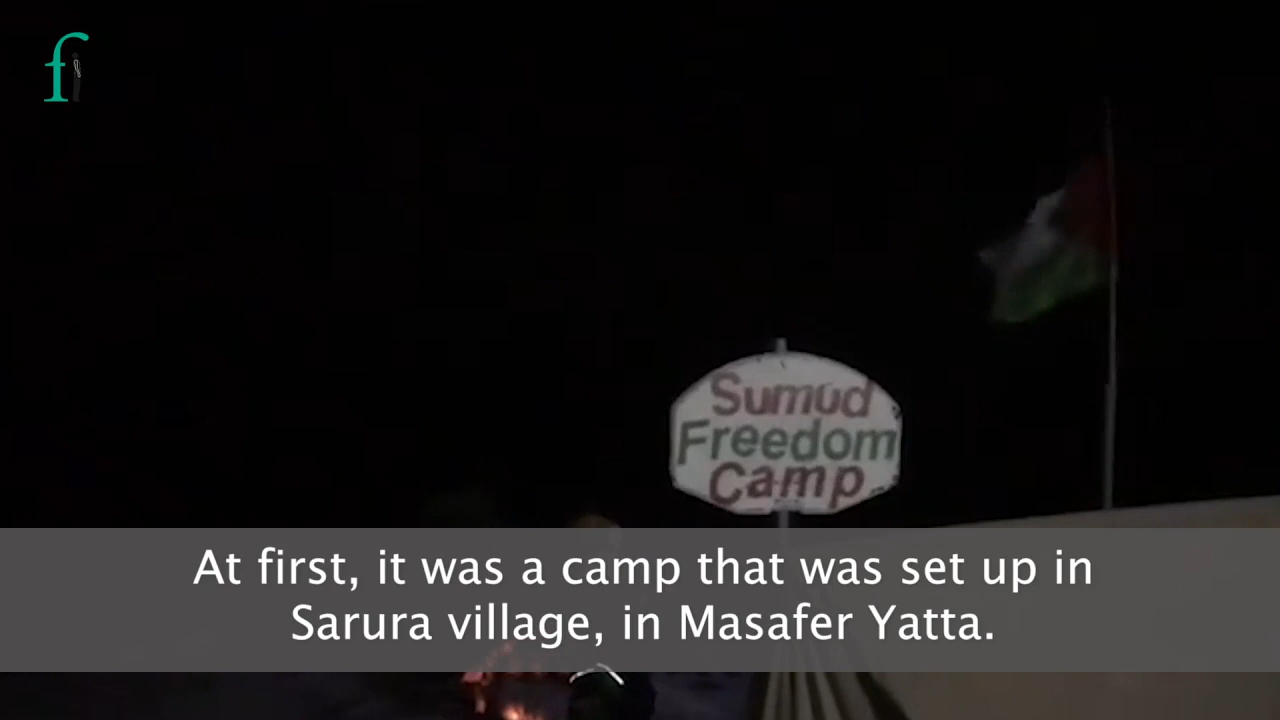 f
Sumud
Freedom
Camp
At first, it was a camp that was set up in
Sarura village, in Masafer Yatta.